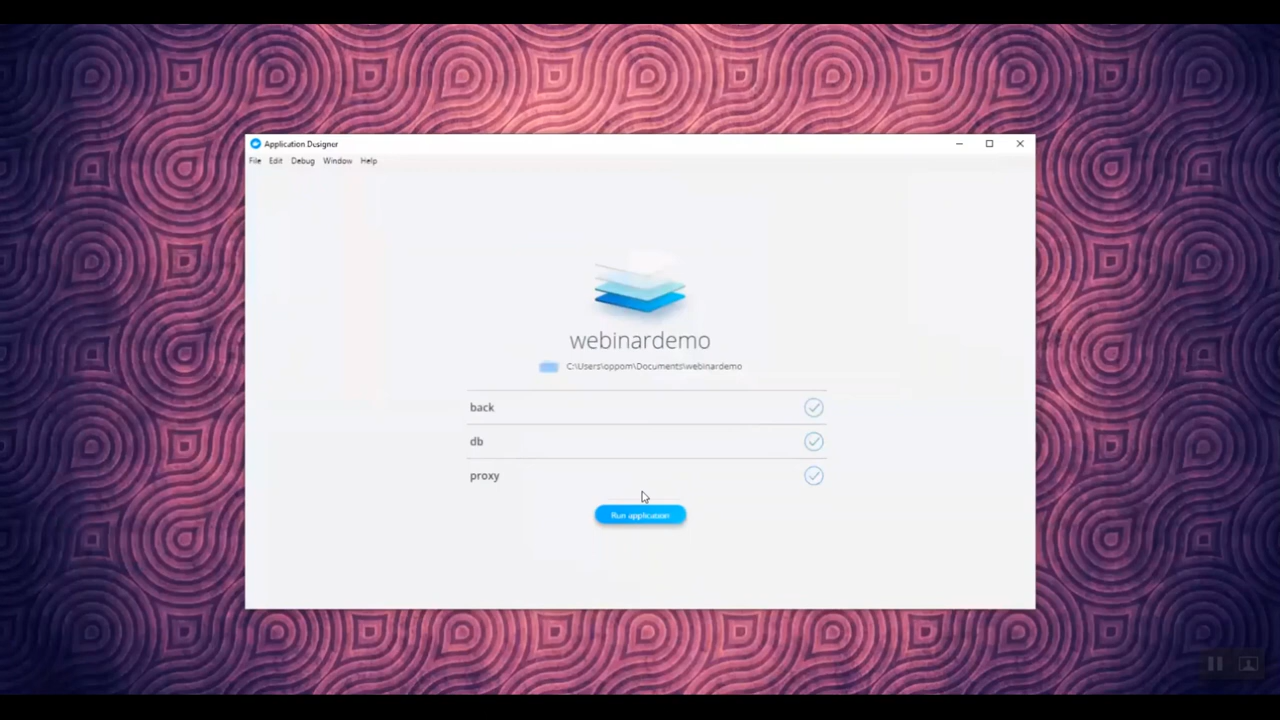 Application Designer
File Edit Debug Window Help
webinardemo
C:\Users\oppom\Documents\webinardemo
back
db
proxy
Run application